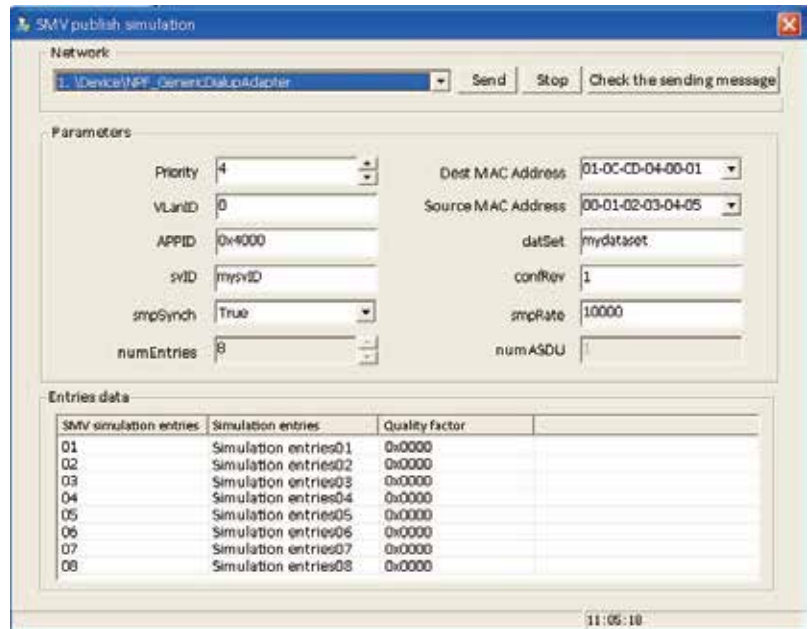 SMV publish simulation
Network
1. \Device\NPF_GenericDialupAdapter Send Stop Check the sending message
Parameters
Priority 4 Dest MAC Address 01-0C-CD-04-00-01
VLanID 0 Source MAC Address 00-01-02-03-04-05
APPID 0x4000 datSet mydataset
svID mysvID confRev 1
smpSynch True smpRate 10000
numEntries 8 numASDU 1
Entries data
SMV simulation entries Simulation entries Quality factor
01 Simulation entries01 0x0000
02 Simulation entries02 0x0000
03 Simulation entries03 0x0000
04 Simulation entries04 0x0000
05 Simulation entries05 0x0000
06 Simulation entries06 0x0000
07 Simulation entries07 0x0000
08 Simulation entries08 0x0000
11:05:18